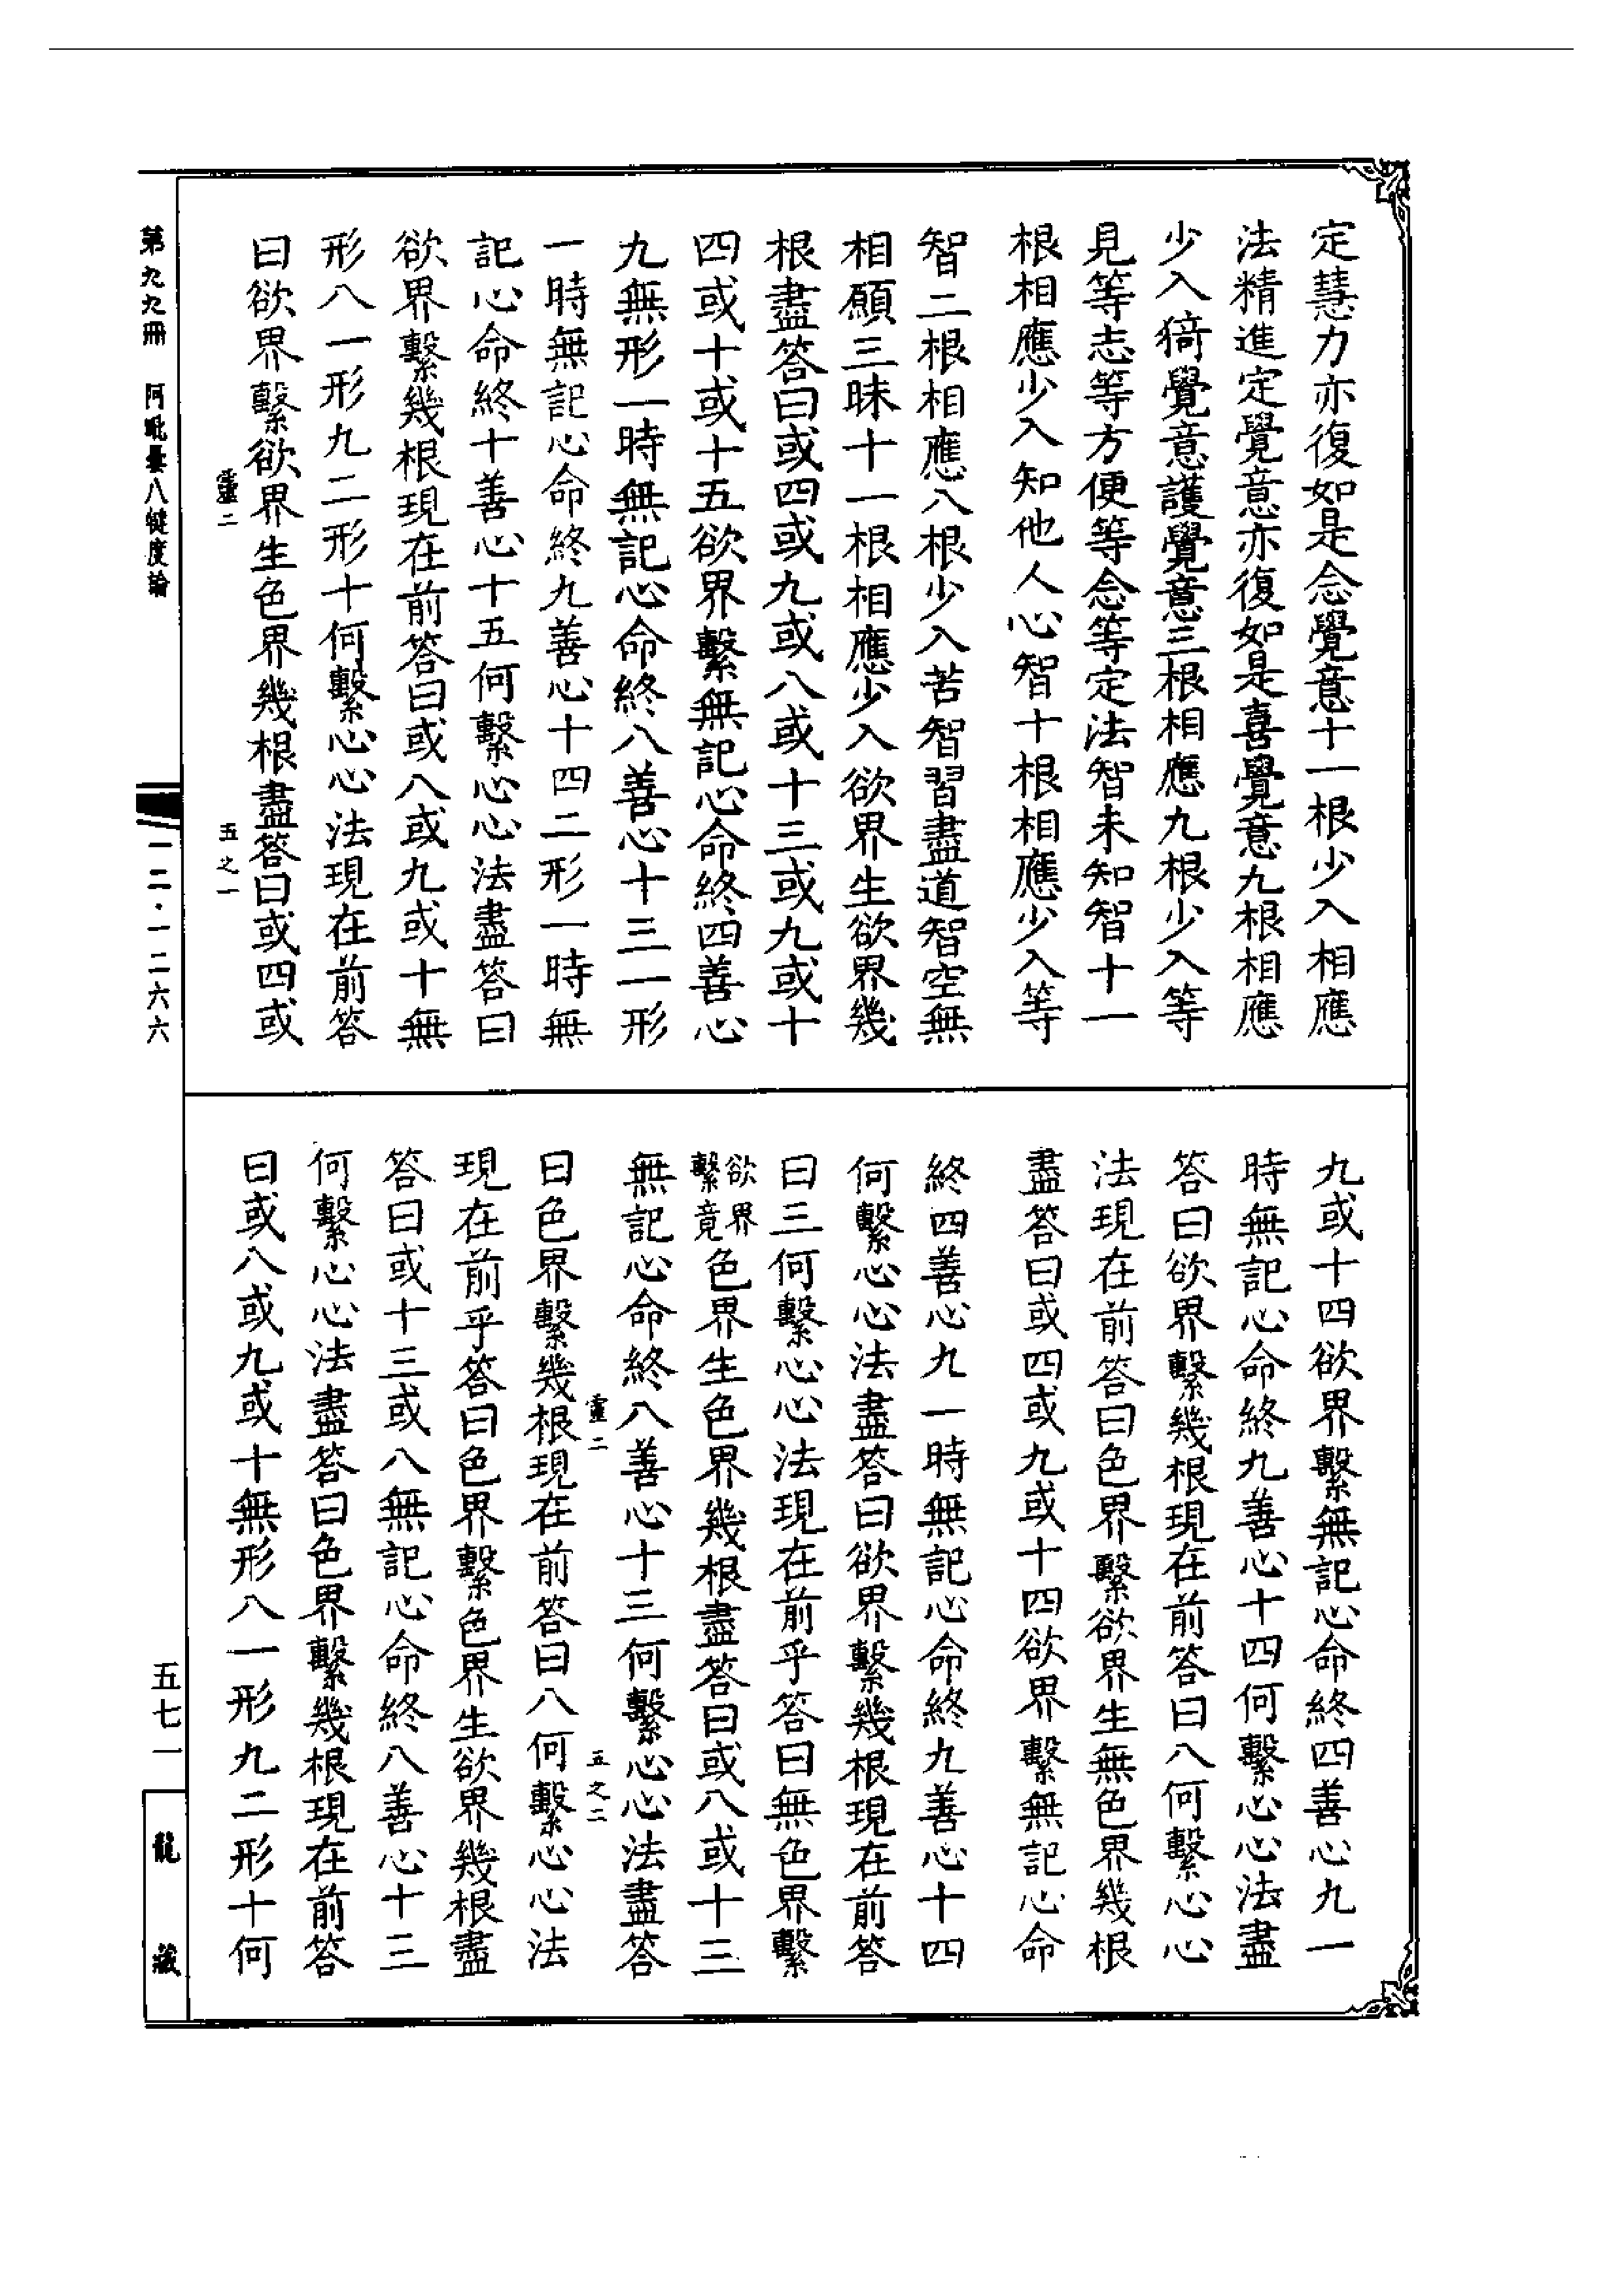 定慧力亦復如是念覺意十一根少入相應
法精進定覺意亦復如是喜覺意九根相應
少入猗覺意護覺意三根相應九根少入等
見等志等方便等念等定法智未知智十一
根相應少入知他人心智十根相應少入等
智二根相應入根少入苦智習盡道智空無
相願三昧十一根相應少入欲界生欲界幾
根盡答曰或四或九或八或十三或九或十
四或十或十五欲界繫無記心命終四善心
九無形一時無記心命終八善心十三一形
一時無記心命終九善心十四二形一時無
記心命終十善心十五何繫心心法盡答曰
欲界繫幾根現在前答曰或八或九或十無
形八一形九二形十何繫心心法現在前答
曰欲界繫欲界生色界幾根盡答曰或四或
靈二 五之一
九或十四欲界繫無記心命終四善心九一
時無記心命終九善心十四何繫心心法盡
答曰欲界繫幾根現在前答曰八何繫心心
法現在前答曰色界繫欲界生無色界幾根
盡答曰或四或九或十四欲界繫無記心命
終四善心九一時無記心命終九善心十四
何繫心心法盡答曰欲界繫幾根現在前答
曰三何繫心心法現在前乎答曰無色界繫
欲界繫竟色界生色界幾根盡答曰或八或十三
無記心命終八善心十三何繫心心法盡答
靈二 五之二
曰色界繫幾根現在前答曰八何繫心心法
現在前乎答曰色界繫色界生欲界幾根盡
答曰或十三或八無記心命終八善心十三
何繫心心法盡答曰色界繫幾根現在前答
曰或八或九或十無形八一形九二形十何
第九九冊 阿毗曇八犍度論 一二·一二六六 五七一 龍藏